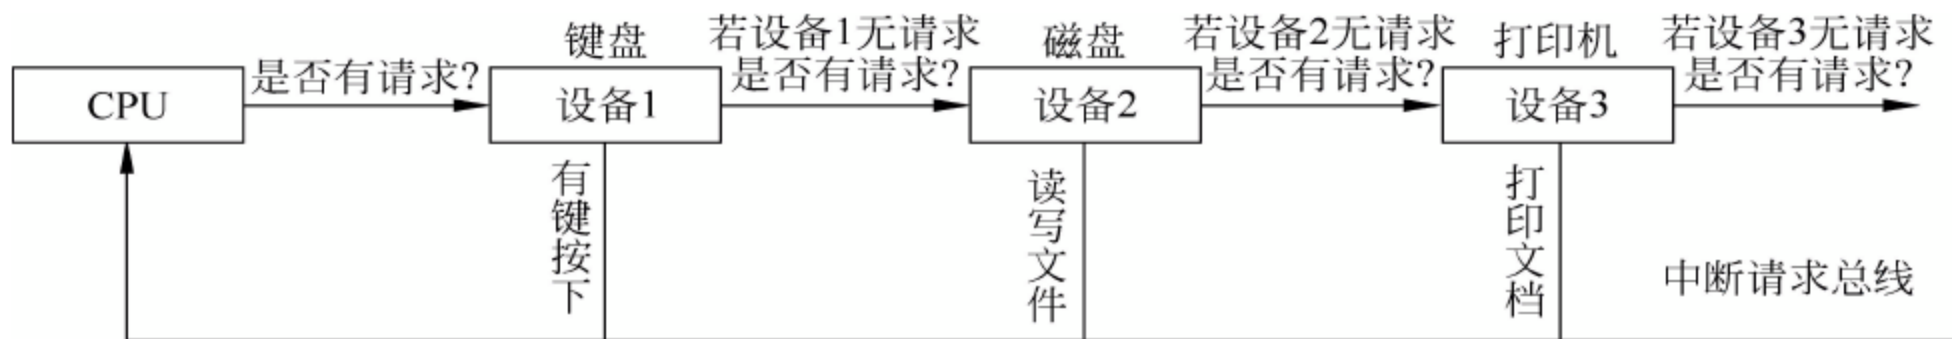 键盘
若设备1无请求
磁盘
若设备2无请求
打印机
若设备3无请求
CPU
是否有请求?
设备1
是否有请求?
设备2
是否有请求?
设备3
是否有请求?
有键按下
读写文件
打印文档
中断请求总线